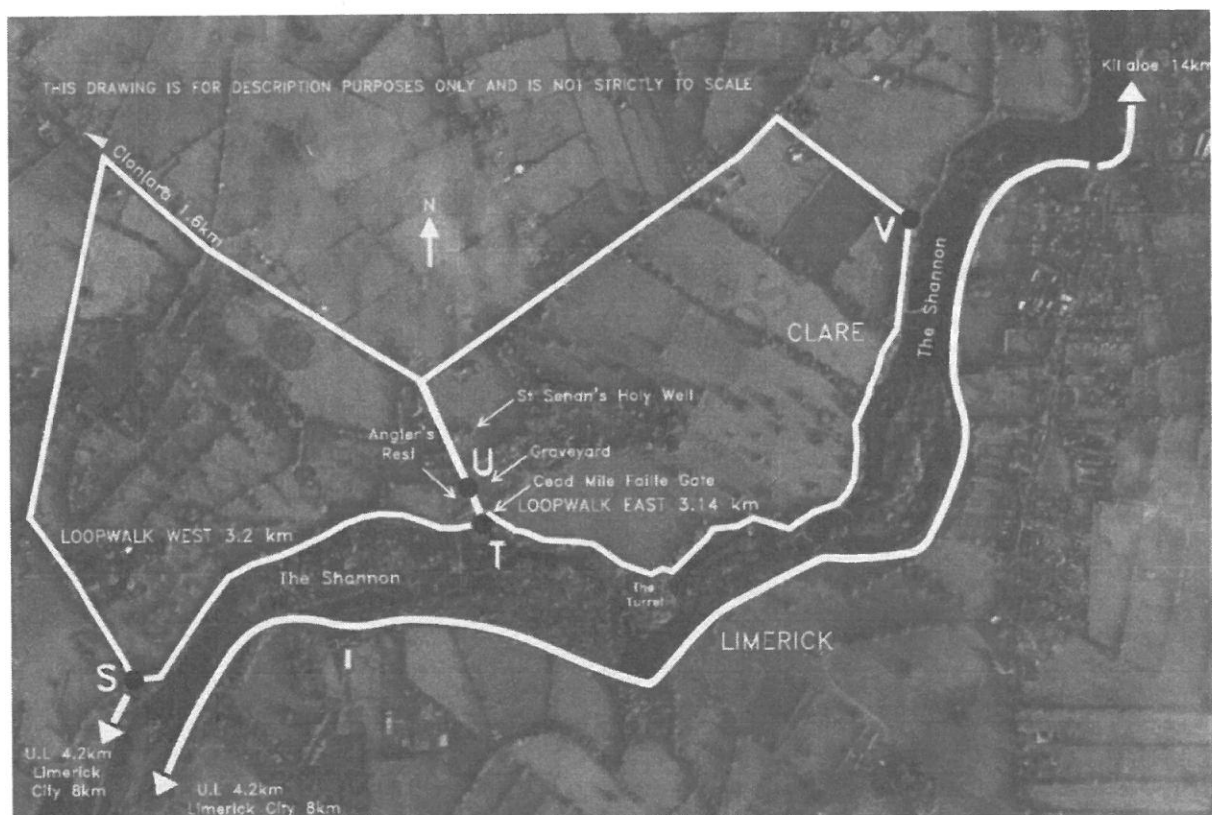 THIS DRAWING IS FOR DESCRIPTION PURPOSES ONLY AND IS NOT STRICTLY TO SCALE
Killaloe 14km
Clonlara 1.6km
N
V
The Shannon
CLARE
St Senan's Holy Well
Angler's
Rest
U
Graveyard
Cead Mile Failte Gate
LOOPWALK EAST 3.14 km
LOOPWALK WEST 3.2 km
T
The Shannon
The
Turret
LIMERICK
S
U.L 4.2km
Limerick
City 8km
U.L 4.2km
Limerick City 8km